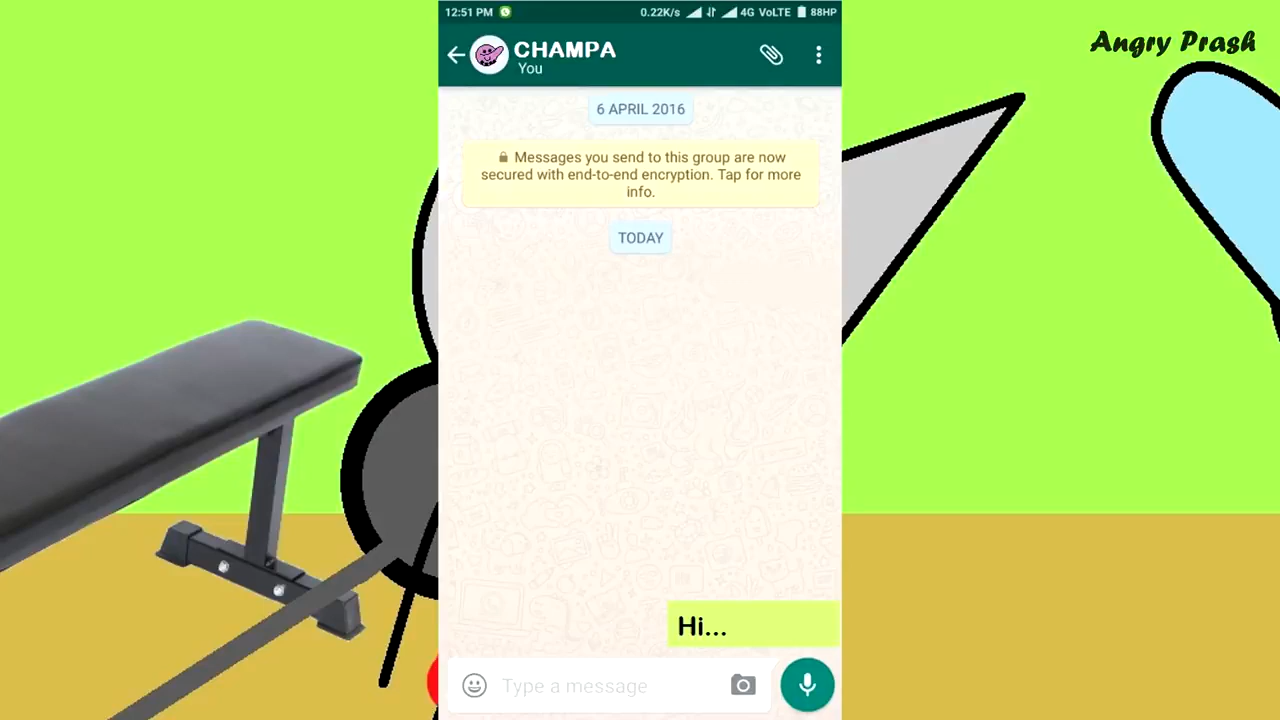 12:51 PM
0.22K/s 4G VoLTE 88HP
Angry Prash
CHAMPA
You
6 APRIL 2016
Messages you send to this group are now
secured with end-to-end encryption. Tap for more
info.
TODAY
Hi...
Type a message